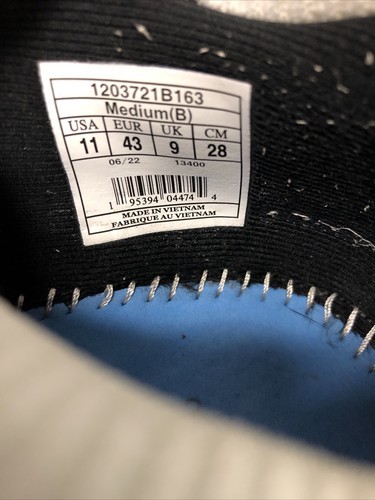 1203721B163
Medium(B)
USA EUR UK CM
11 43 9 28
06/22 13400
1 95394 04474 4
MADE IN VIETNAM
FABRIQUE AU VIETNAM